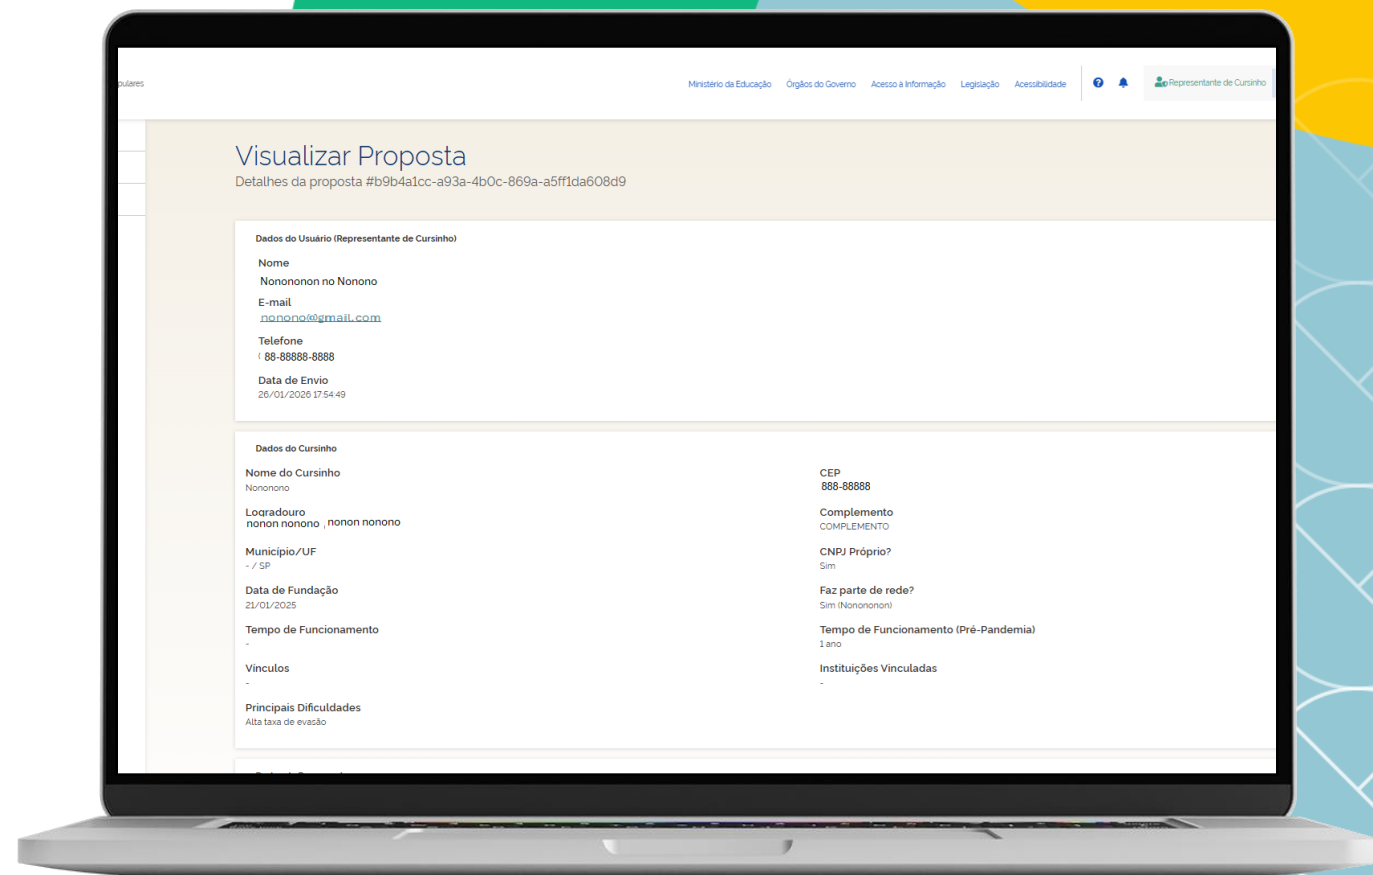 pulares
Ministério da Educação Órgãos do Governo Acesso à Informação Legislação Acessibilidade Representante de Cursinho
Visualizar Proposta
Detalhes da proposta #b9b4a1cc-a93a-4b0c-869a-a5ff1da608d9
Dados do Usuário (Representante de Cursinho)
Nome
Nonononon no Nonono
E-mail
nonono@gmail.com
Telefone
( 88-88888-8888
Data de Envio
26/01/2026 17:54:49
Dados do Cursinho
Nome do Cursinho
Nononono
CEP
888-88888
Logradouro
nonon nonono , nonon nonono
Complemento
COMPLEMENTO
Município/UF
- / SP
CNPJ Próprio?
Sim
Data de Fundação
21/01/2025
Faz parte de rede?
Sim (Nonononon)
Tempo de Funcionamento
-
Tempo de Funcionamento (Pré-Pandemia)
1 ano
Vínculos
-
Instituições Vinculadas
-
Principais Dificuldades
Alta taxa de evasão